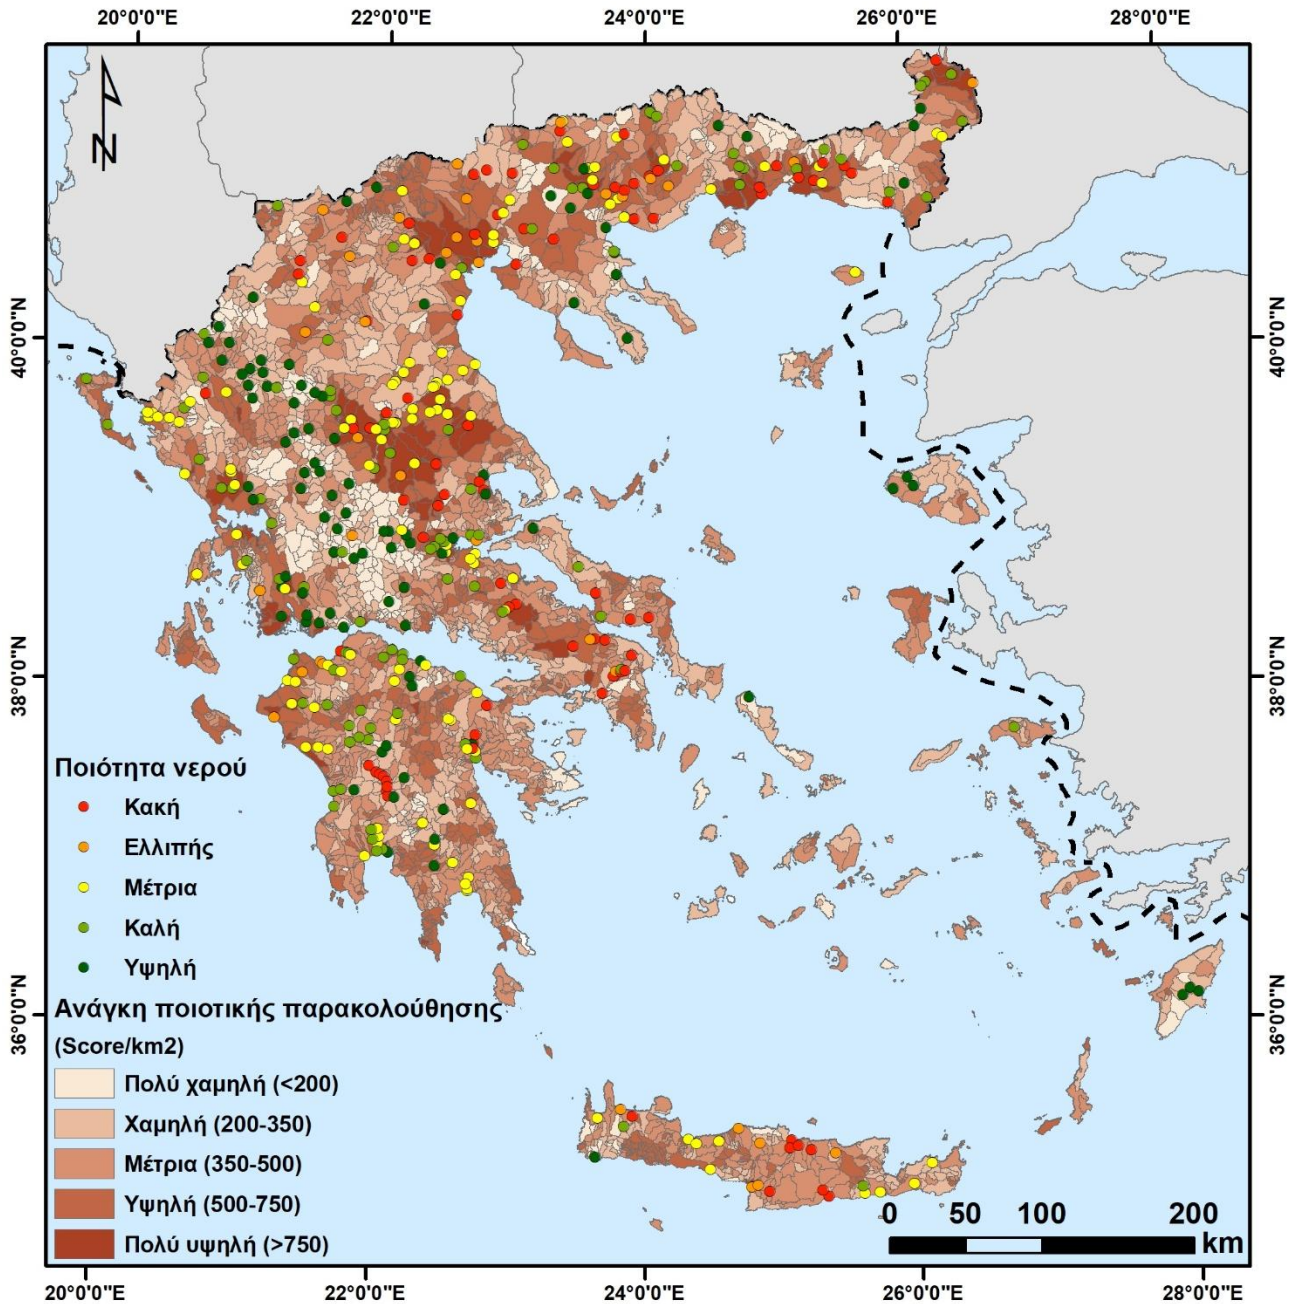 20°0'0"E 22°0'0"E 24°0'0"E 26°0'0"E 28°0'0"E
N
40°0'0"N 40°0'0"N
38°0'0"N 38°0'0"N
Ποιότητα νερού
Κακή
Ελλιπής
Μέτρια
Καλή
Υψηλή
Ανάγκη ποιοτικής παρακολούθησης
36°0'0"N 36°0'0"N
(Score/km2)
Πολύ χαμηλή (<200)
Χαμηλή (200-350)
Μέτρια (350-500)
Υψηλή (500-750)
Πολύ υψηλή (>750)
0 50 100 200
km
20°0'0"E 22°0'0"E 24°0'0"E 26°0'0"E 28°0'0"E